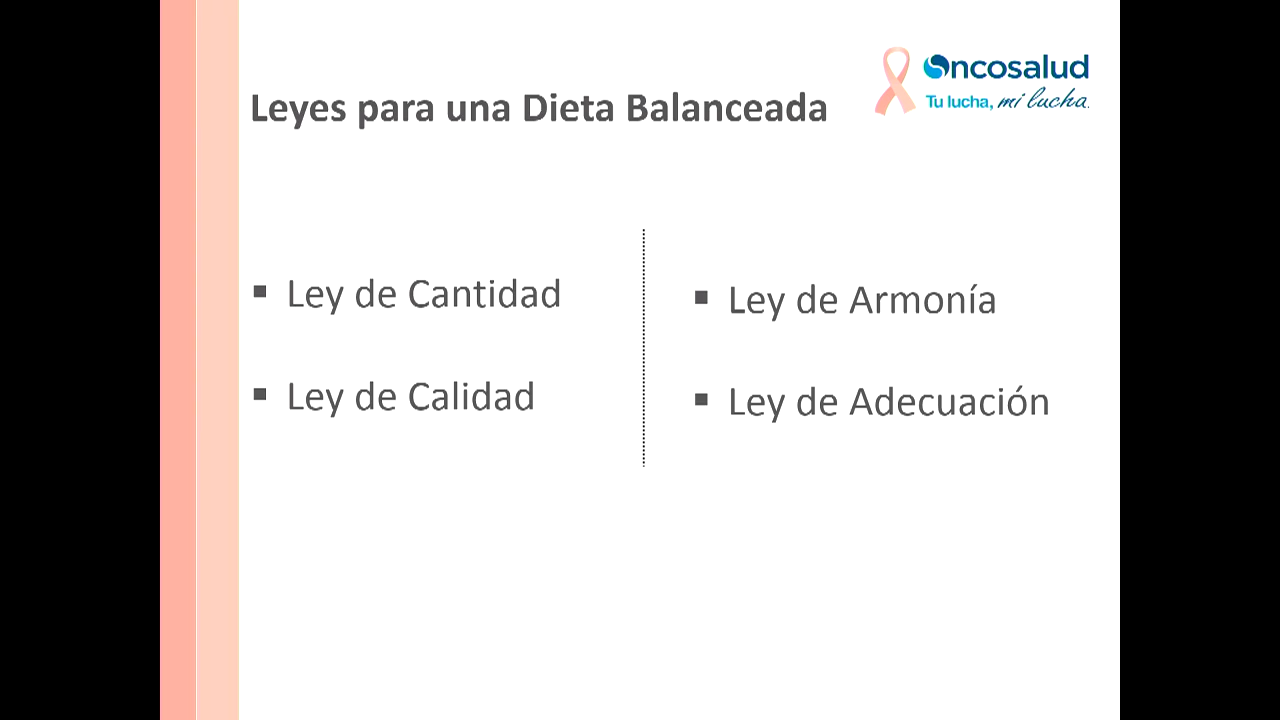 Oncosalud
Tu lucha, mi lucha.
Leyes para una Dieta Balanceada
▪ Ley de Cantidad
▪ Ley de Calidad
▪ Ley de Armonía
▪ Ley de Adecuación